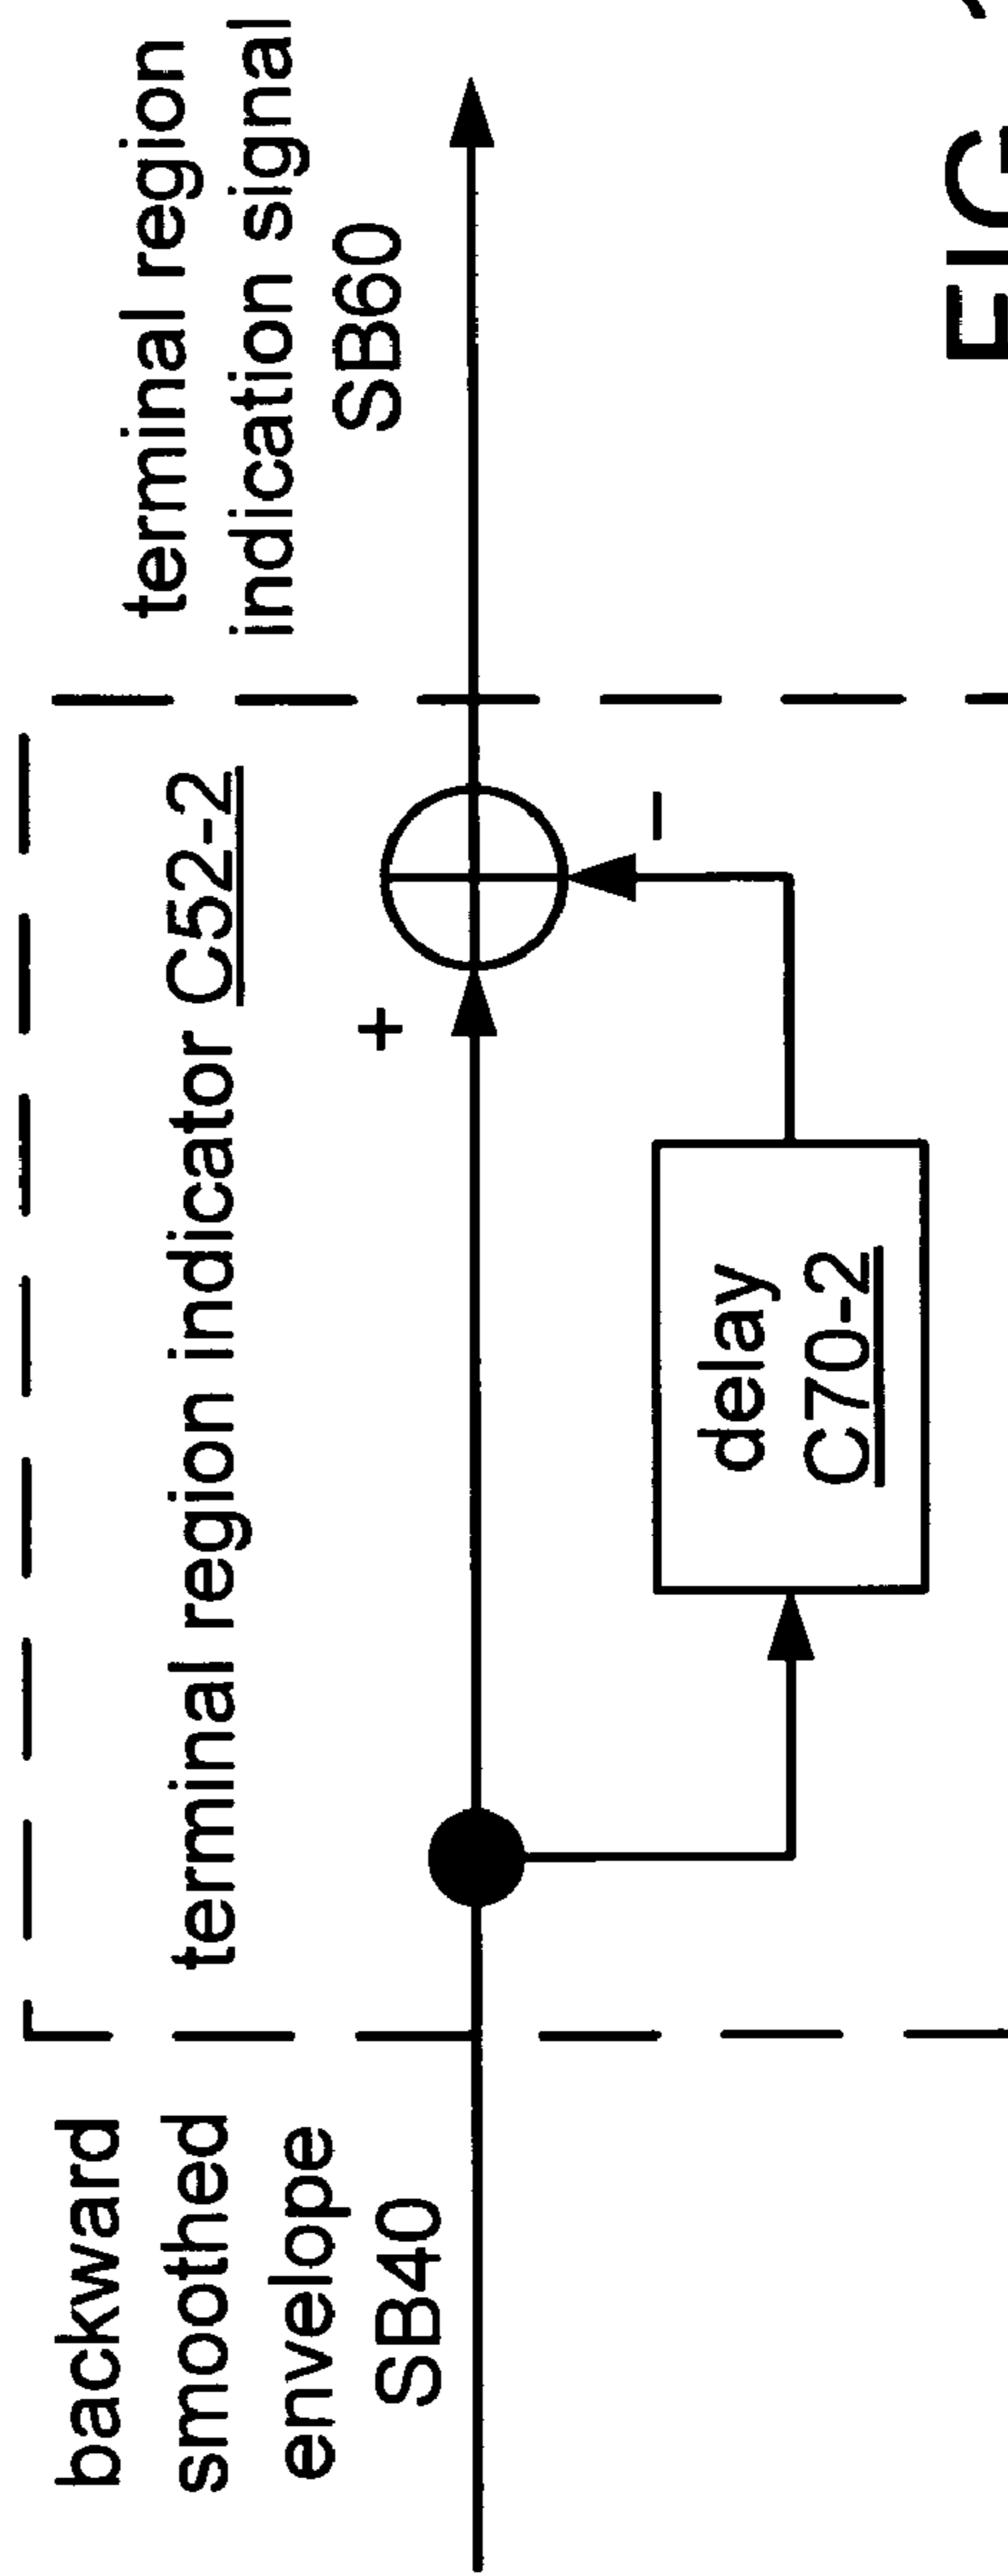 backward
smoothed
envelope
SB40
terminal region indicator C52-2
+
-
delay
C70-2
terminal region
indication signal
SB60